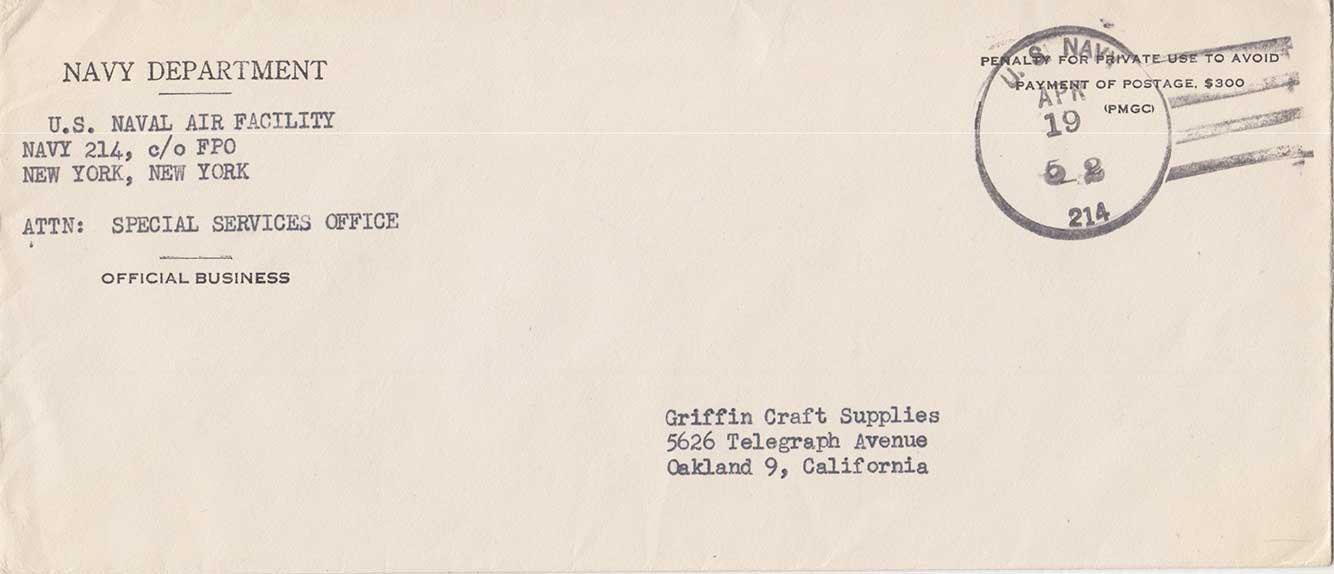 NAVY DEPARTMENT
U.S. NAVAL AIR FACILITY
NAVY 214, c/o FPO
NEW YORK, NEW YORK
ATTN: SPECIAL SERVICES OFFICE
OFFICIAL BUSINESS
PENALTY FOR PRIVATE USE TO AVOID
PAYMENT OF POSTAGE, $300
(PMGC)
U.S. NAVY
APR
19
214
Griffin Craft Supplies
5626 Telegraph Avenue
Oakland 9, California